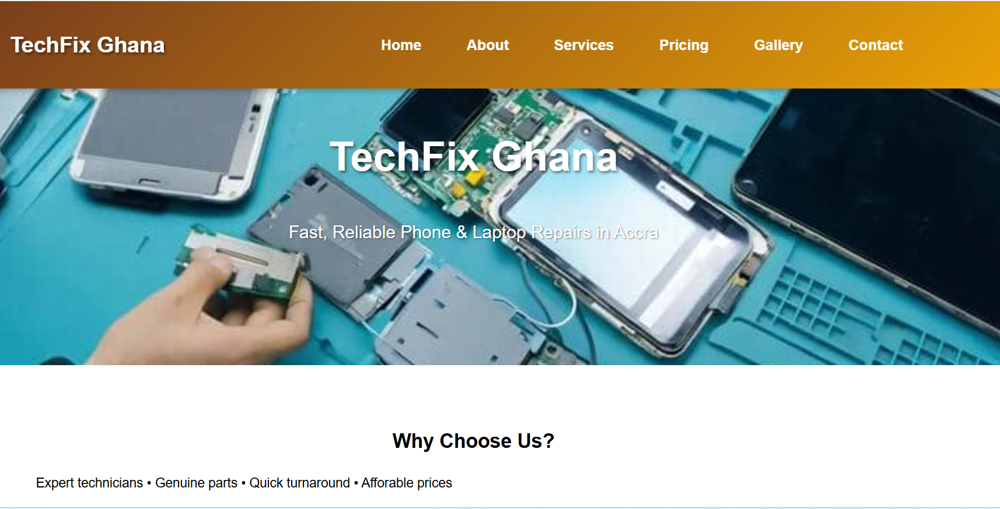 TechFix Ghana
Home About Services Pricing Gallery Contact
TechFix Ghana
Fast, Reliable Phone & Laptop Repairs in Accra
Why Choose Us?
Expert technicians • Genuine parts • Quick turnaround • Afforable prices